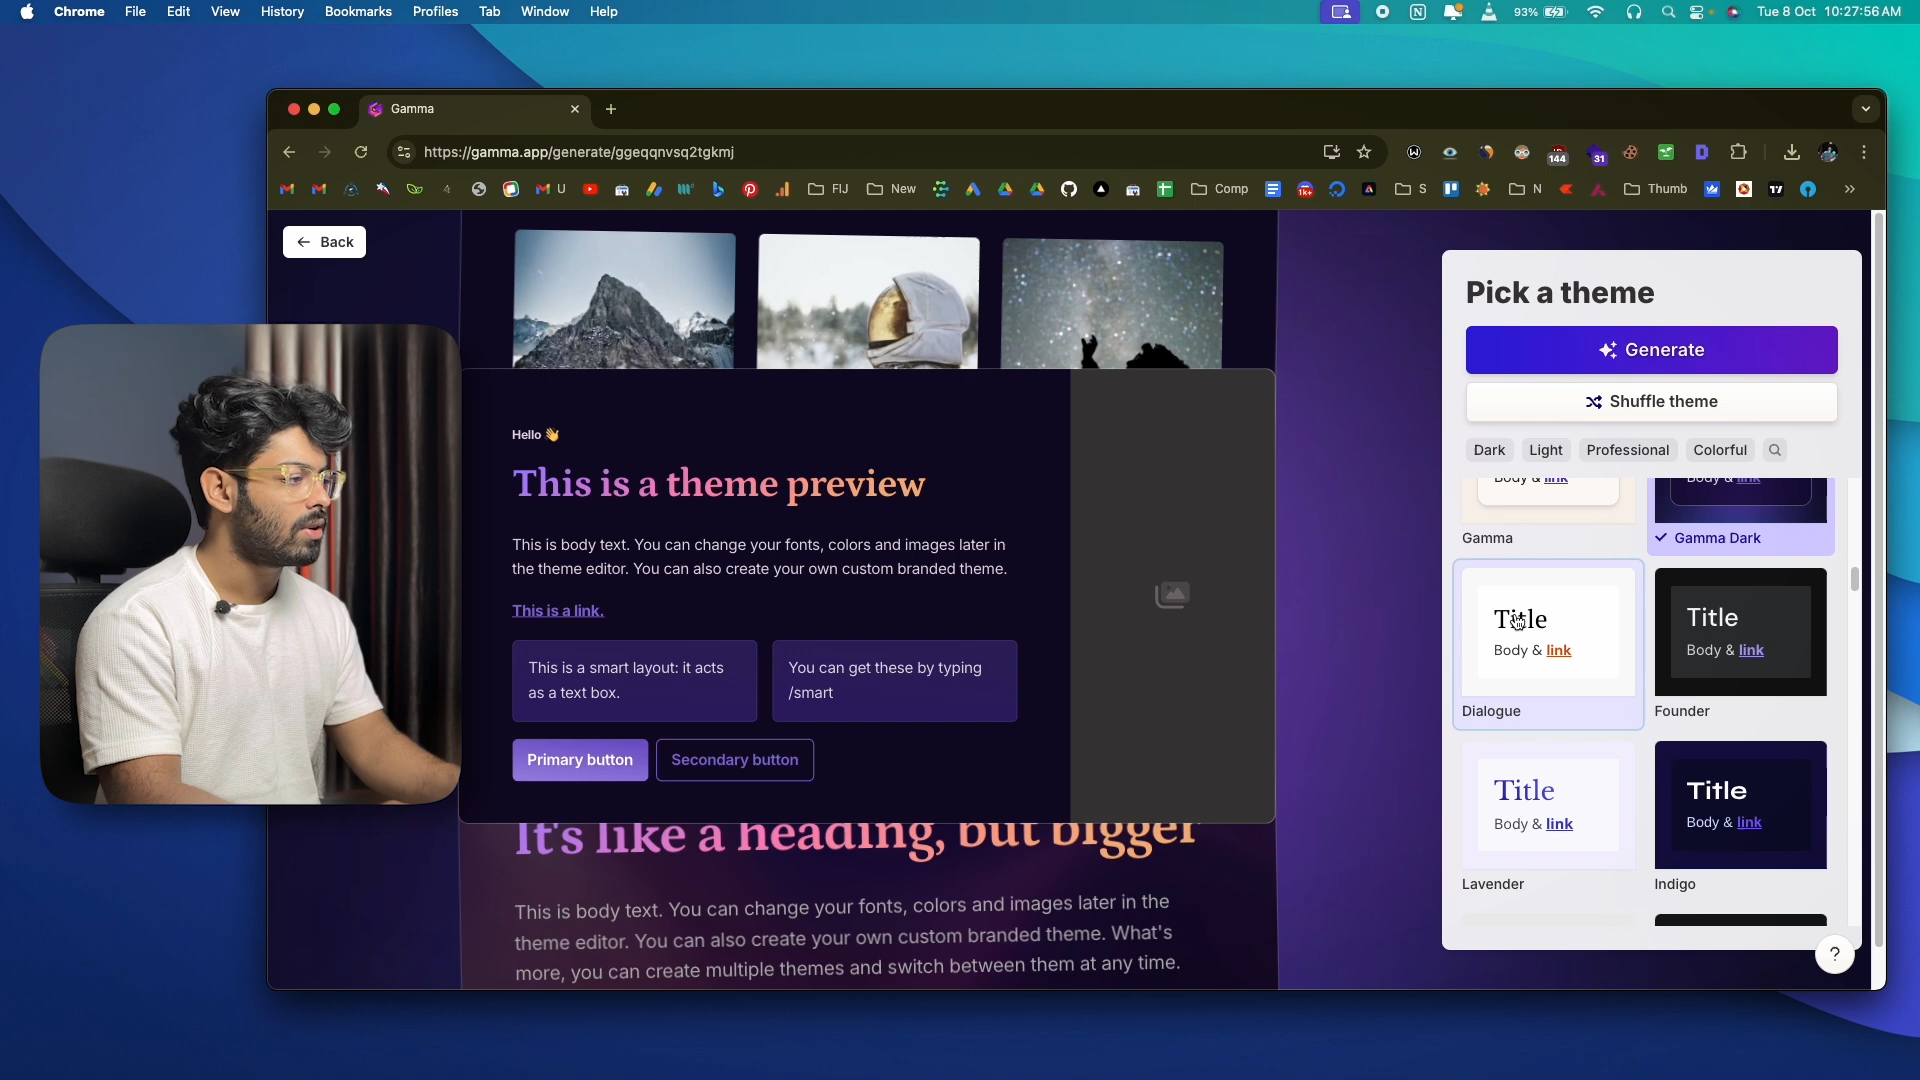 Chrome File Edit View History Bookmarks Profiles Tab Window Help
93% Tue 8 Oct 10:27:56 AM
Gamma
https://gamma.app/generate/ggeqqnvsq2tgkmj
144 31
U FIJ New Comp 1k+ S N Thumb
Back
Hello 👋
This is a theme preview
This is body text. You can change your fonts, colors and images later in
the theme editor. You can also create your own custom branded theme.
This is a link.
This is a smart layout: it acts
as a text box.
You can get these by typing
/smart
Primary button
Secondary button
It's like a heading, but bigger
This is body text. You can change your fonts, colors and images later in the
theme editor. You can also create your own custom branded theme. What's
more, you can create multiple themes and switch between them at any time.
Pick a theme
Generate
Shuffle theme
Dark Light Professional Colorful
Body & link
Body & link
Gamma
Gamma Dark
Title
Body & link
Dialogue
Title
Body & link
Founder
Title
Body & link
Lavender
Title
Body & link
Indigo
?